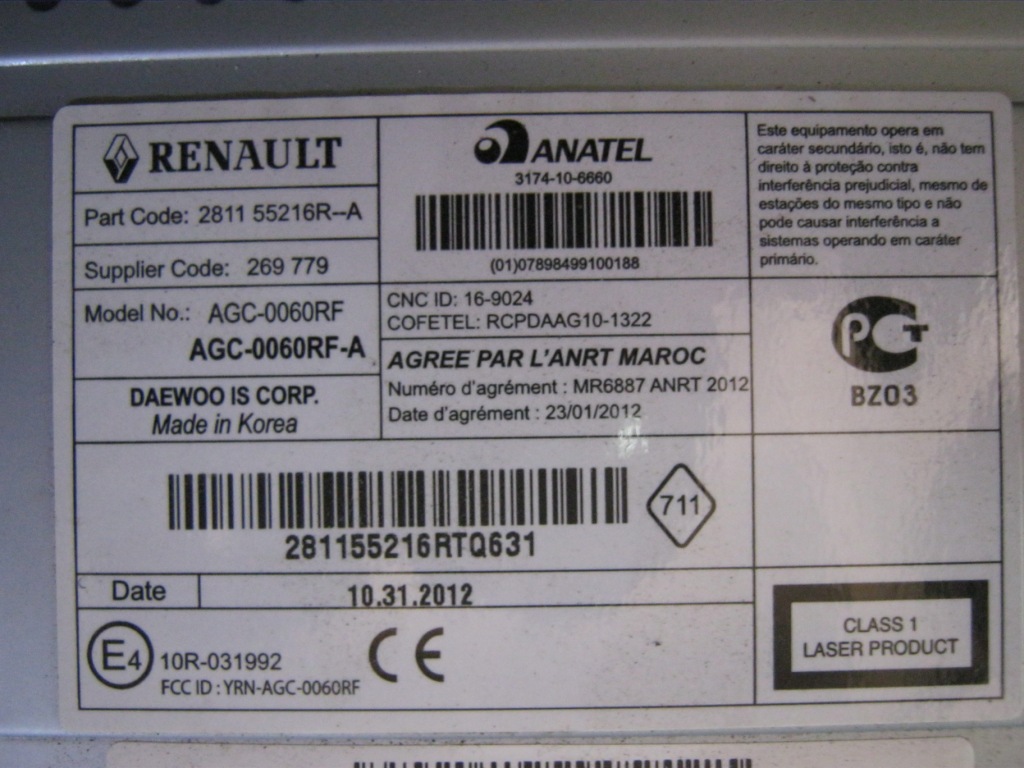 RENAULT
Part Code: 2811 55216R--A
Supplier Code: 269 779
Model No.: AGC-0060RF
AGC-0060RF-A
DAEWOO IS CORP.
Made in Korea
ANATEL
3174-10-6660
(01)07898499100188
CNC ID: 16-9024
COFETEL: RCPDAAG10-1322
AGREE PAR L'ANRT MAROC
Numéro d'agrément : MR6887 ANRT 2012
Date d'agrément : 23/01/2012
Este equipamento opera em
caráter secundário, isto é, não tem
direito à proteção contra
interferência prejudicial, mesmo de
estações do mesmo tipo e não
pode causar interferência a
sistemas operando em caráter
primário.
РСТ
BZ03
281155216RTQ631
711
Date
10.31.2012
E4
10R-031992
FCC ID : YRN-AGC-0060RF
CE
CLASS 1
LASER PRODUCT